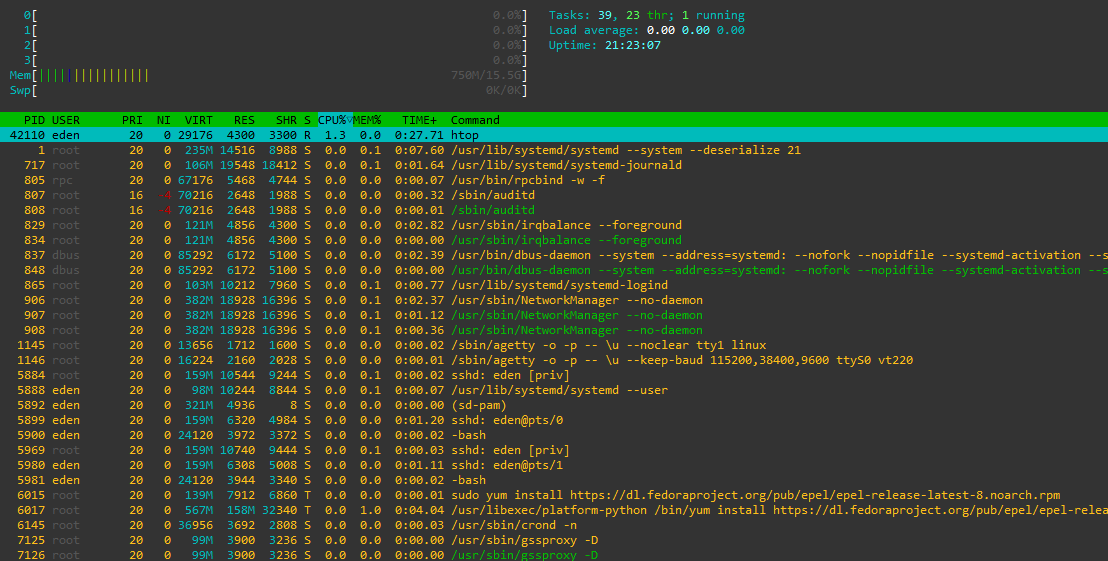 0[ 0.0%] Tasks: 39, 23 thr; 1 running
1[ 0.0%] Load average: 0.00 0.00 0.00
2[ 0.0%] Uptime: 21:23:07
3[ 0.0%]
Mem[||||||||||||||| 750M/15.5G]
Swp[ 0K/0K]
PID USER PRI NI VIRT RES SHR S CPU%▽MEM% TIME+ Command
42110 eden 20 0 29176 4300 3300 R 1.3 0.0 0:27.71 htop
1 root 20 0 235M 14516 8988 S 0.0 0.1 0:07.60 /usr/lib/systemd/systemd --system --deserialize 21
717 root 20 0 106M 19548 18412 S 0.0 0.1 0:01.64 /usr/lib/systemd/systemd-journald
805 rpc 20 0 67176 5468 4744 S 0.0 0.0 0:00.07 /usr/bin/rpcbind -w -f
807 root 16 -4 70216 2648 1988 S 0.0 0.0 0:00.32 /sbin/auditd
808 root 16 -4 70216 2648 1988 S 0.0 0.0 0:00.01 /sbin/auditd
829 root 20 0 121M 4856 4300 S 0.0 0.0 0:02.82 /usr/sbin/irqbalance --foreground
834 root 20 0 121M 4856 4300 S 0.0 0.0 0:00.00 /usr/sbin/irqbalance --foreground
837 dbus 20 0 85292 6172 5100 S 0.0 0.0 0:02.39 /usr/bin/dbus-daemon --system --address=systemd: --nofork --nopidfile --systemd-activation --s
848 dbus 20 0 85292 6172 5100 S 0.0 0.0 0:00.00 /usr/bin/dbus-daemon --system --address=systemd: --nofork --nopidfile --systemd-activation --s
865 root 20 0 103M 10212 7960 S 0.0 0.1 0:00.77 /usr/lib/systemd/systemd-logind
906 root 20 0 382M 18928 16396 S 0.0 0.1 0:02.37 /usr/sbin/NetworkManager --no-daemon
907 root 20 0 382M 18928 16396 S 0.0 0.1 0:01.12 /usr/sbin/NetworkManager --no-daemon
908 root 20 0 382M 18928 16396 S 0.0 0.1 0:00.36 /usr/sbin/NetworkManager --no-daemon
1145 root 20 0 13656 1712 1600 S 0.0 0.0 0:00.02 /sbin/agetty -o -p -- \u --noclear tty1 linux
1146 root 20 0 16224 2160 2028 S 0.0 0.0 0:00.01 /sbin/agetty -o -p -- \u --keep-baud 115200,38400,9600 ttyS0 vt220
5884 root 20 0 159M 10544 9244 S 0.0 0.1 0:00.02 sshd: eden [priv]
5888 eden 20 0 98M 10244 8844 S 0.0 0.1 0:00.07 /usr/lib/systemd/systemd --user
5892 eden 20 0 321M 4936 8 S 0.0 0.0 0:00.00 (sd-pam)
5899 eden 20 0 159M 6320 4984 S 0.0 0.0 0:01.20 sshd: eden@pts/0
5900 eden 20 0 24120 3972 3372 S 0.0 0.0 0:00.02 -bash
5969 root 20 0 159M 10740 9444 S 0.0 0.1 0:00.03 sshd: eden [priv]
5980 eden 20 0 159M 6308 5008 S 0.0 0.0 0:01.11 sshd: eden@pts/1
5981 eden 20 0 24120 3944 3340 S 0.0 0.0 0:00.02 -bash
6015 root 20 0 139M 7912 6860 T 0.0 0.0 0:00.01 sudo yum install https://dl.fedoraproject.org/pub/epel/epel-release-latest-8.noarch.rpm
6017 root 20 0 567M 158M 32340 T 0.0 1.0 0:04.04 /usr/libexec/platform-python /bin/yum install https://dl.fedoraproject.org/pub/epel/epel-relea
6145 root 20 0 36956 3692 2808 S 0.0 0.0 0:00.03 /usr/sbin/crond -n
7125 root 20 0 99M 3900 3236 S 0.0 0.0 0:00.00 /usr/sbin/gssproxy -D
7126 root 20 0 99M 3900 3236 S 0.0 0.0 0:00.00 /usr/sbin/gssproxy -D